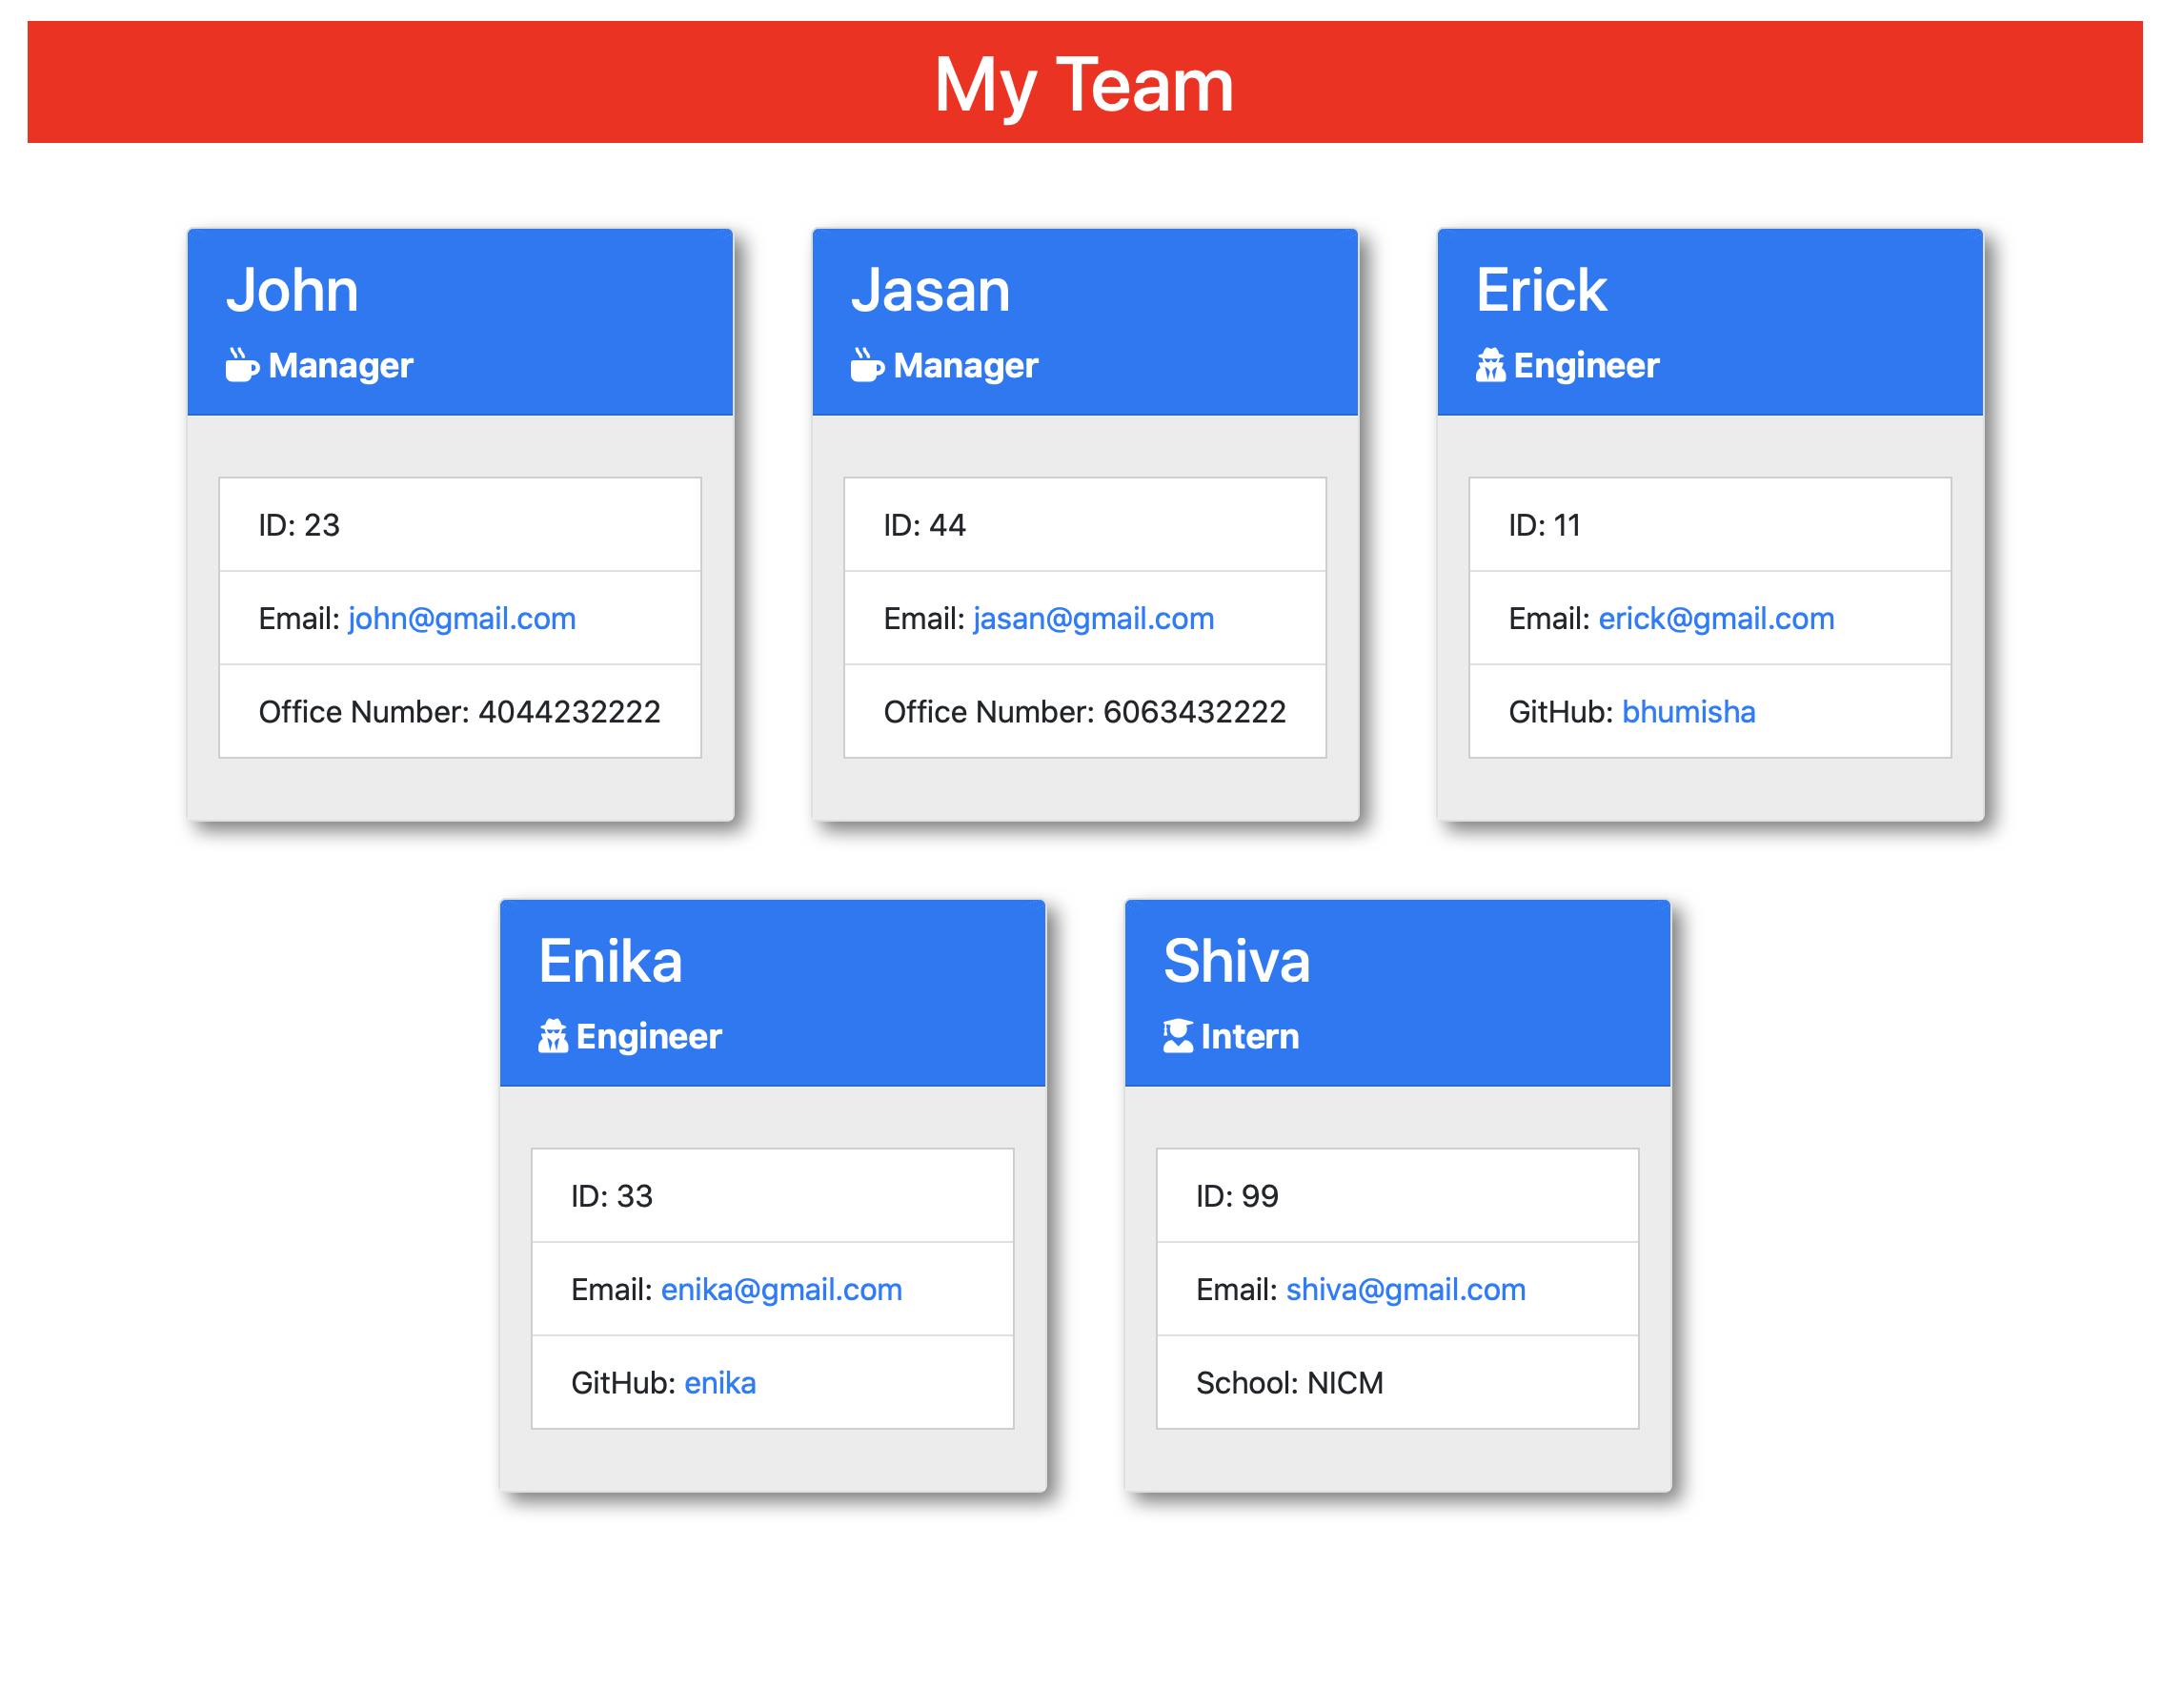 My Team
John
Manager
ID: 23
Email: john@gmail.com
Office Number: 4044232222
Jasan
Manager
ID: 44
Email: jasan@gmail.com
Office Number: 6063432222
Erick
Engineer
ID: 11
Email: erick@gmail.com
GitHub: bhumisha
Enika
Engineer
ID: 33
Email: enika@gmail.com
GitHub: enika
Shiva
Intern
ID: 99
Email: shiva@gmail.com
School: NICM